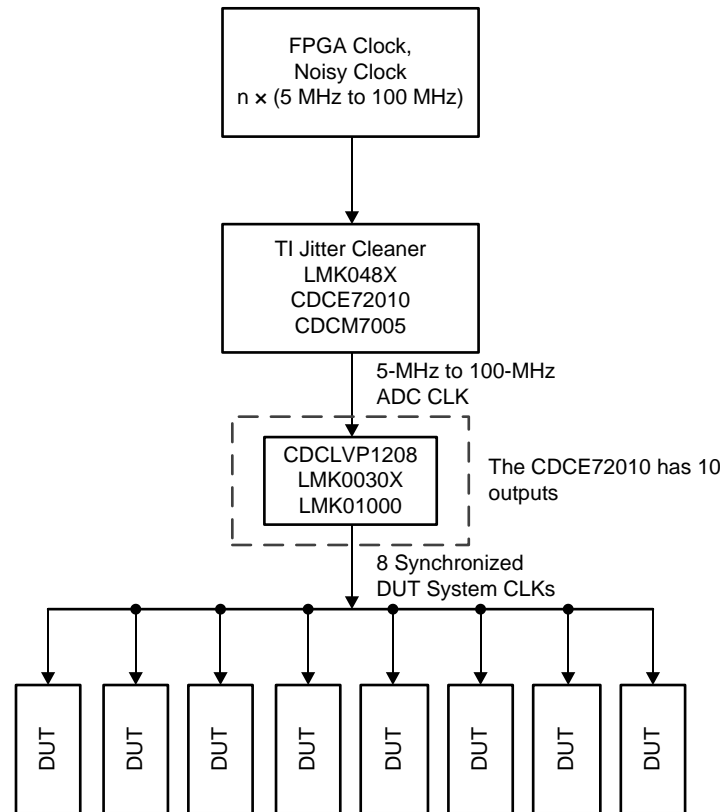 FPGA Clock,
Noisy Clock
n × (5 MHz to 100 MHz)
TI Jitter Cleaner
LMK048X
CDCE72010
CDCM7005
5-MHz to 100-MHz
ADC CLK
CDCLVP1208
LMK0030X
LMK01000
The CDCE72010 has 10
outputs
8 Synchronized
DUT System CLKs
DUT
DUT
DUT
DUT
DUT
DUT
DUT
DUT